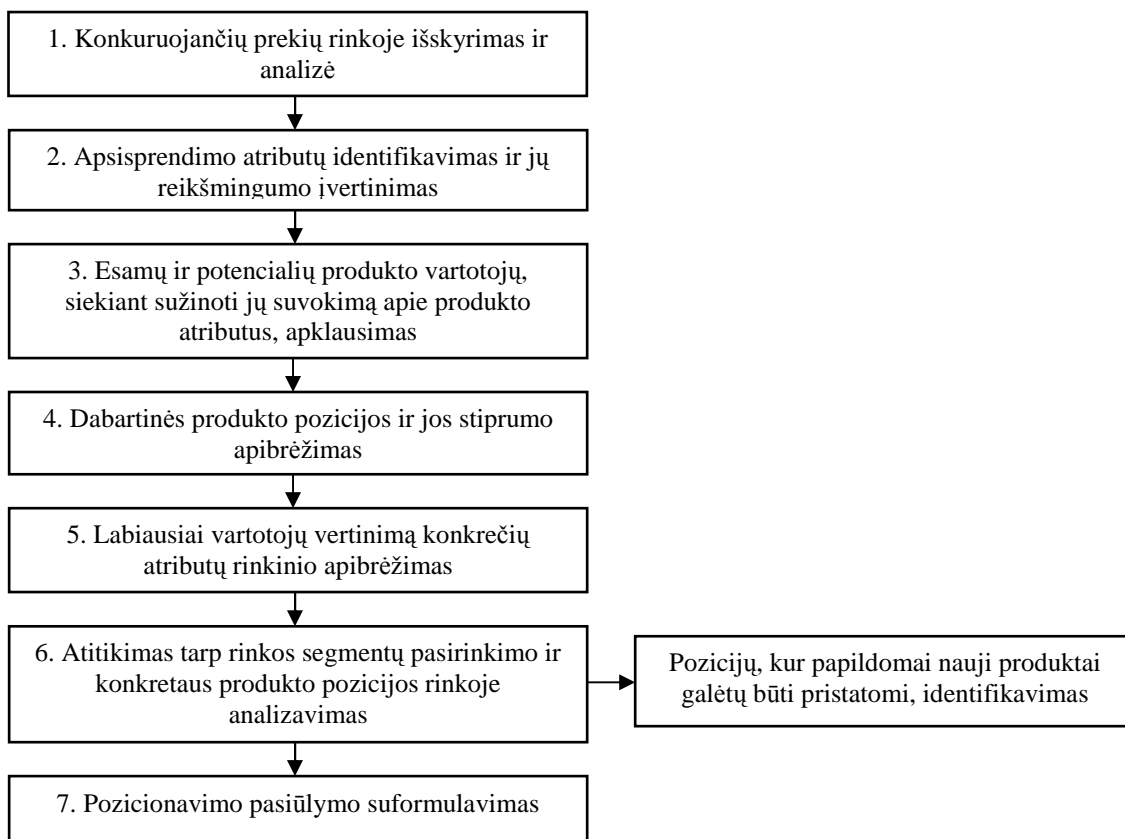 1. Konkuruojančių prekių rinkoje išskyrimas ir
analizė
2. Apsisprendimo atributų identifikavimas ir jų
reikšmingumo įvertinimas
3. Esamų ir potencialių produkto vartotojų,
siekiant sužinoti jų suvokimą apie produkto
atributus, apklausimas
4. Dabartinės produkto pozicijos ir jos stiprumo
apibrėžimas
5. Labiausiai vartotojų vertinimą konkrečių
atributų rinkinio apibrėžimas
6. Atitikimas tarp rinkos segmentų pasirinkimo ir
konkretaus produkto pozicijos rinkoje
analizavimas
Pozicijų, kur papildomai nauji produktai
galėtų būti pristatomi, identifikavimas
7. Pozicionavimo pasiūlymo suformulavimas